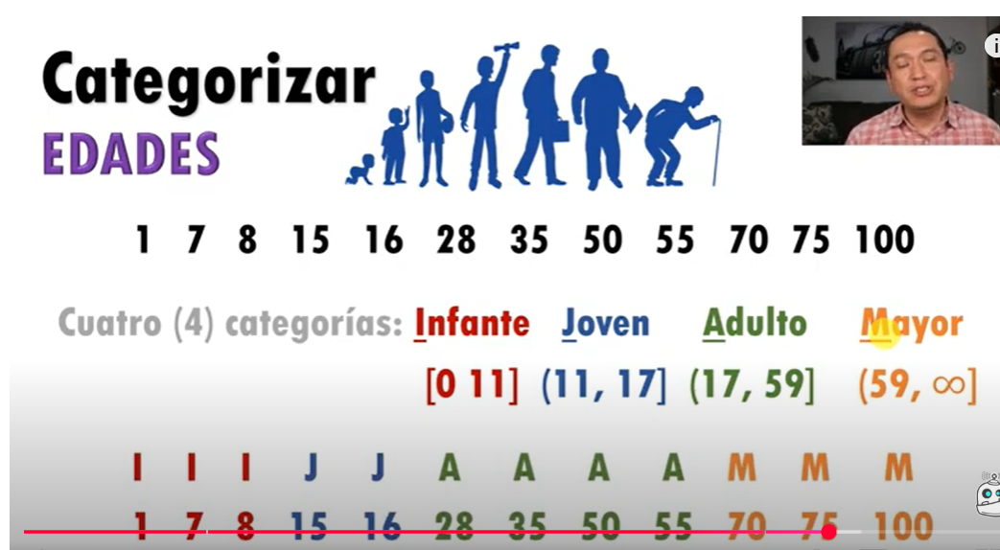 Categorizar
EDADES
1 7 8 15 16 28 35 50 55 70 75 100
Cuatro (4) categorías: Infante Joven Adulto Mayor
[0 11] (11, 17] (17, 59] (59, ∞]
I I I J J A A A A M M M
1 7 8 15 16 28 35 50 55 70 75 100